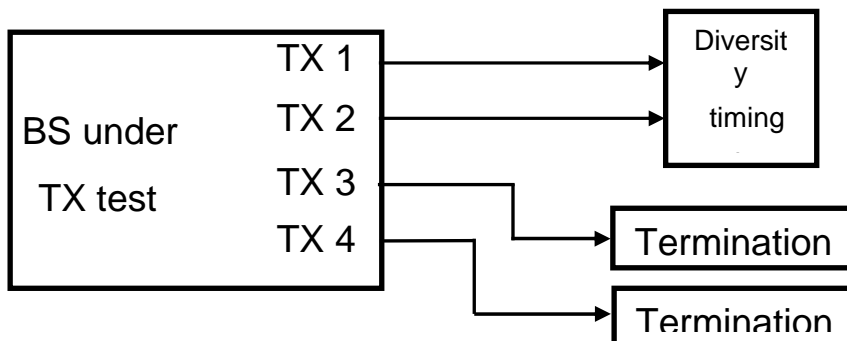 BS under
TX test
TX 1
TX 2
TX 3
TX 4
Diversit
y
timing
Termination
Termination